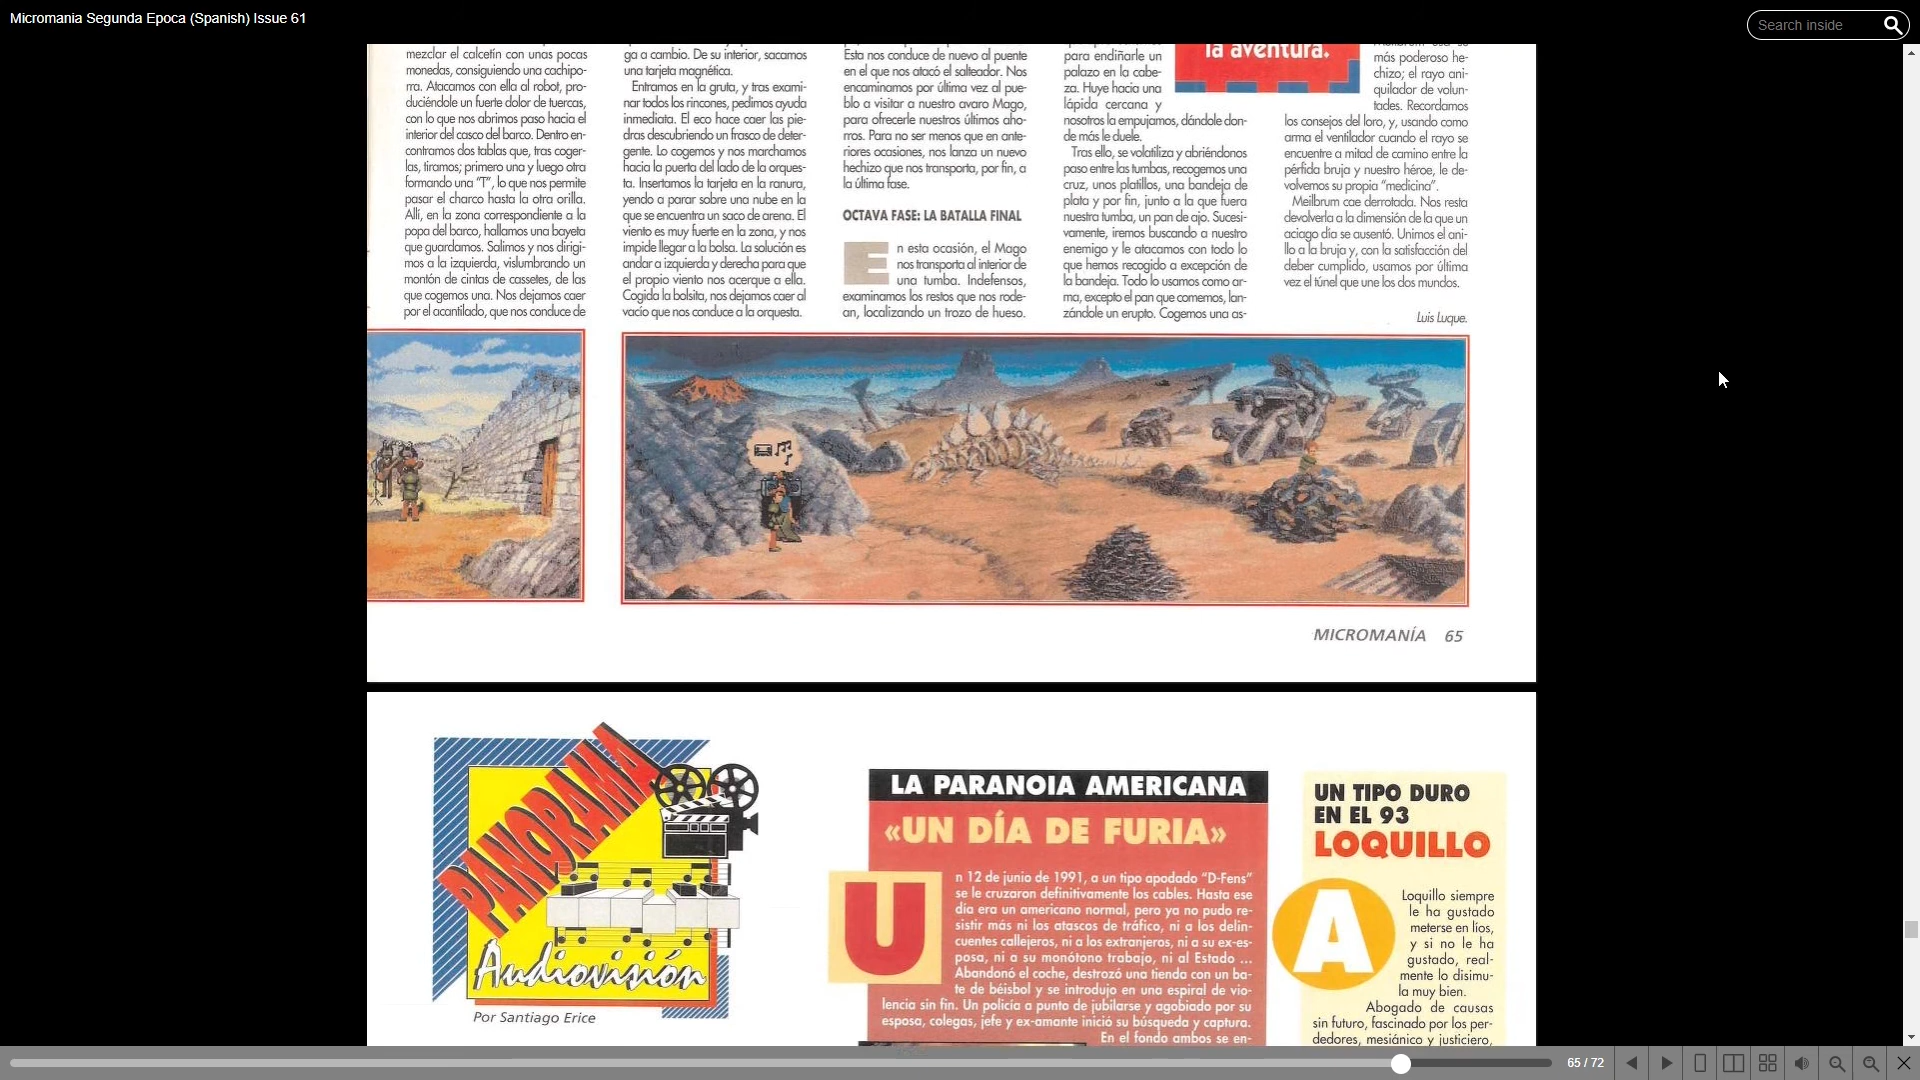 Micromania Segunda Epoca (Spanish) Issue 61
Search inside
mezclar el calcetín con unas pocas
monedas, consiguiendo una cachipo-
rra. Atacamos con ella al robot, pro-
duciéndole un fuerte dolor de tuercas,
con lo que nos abrimos paso hacia el
interior del casco del barco. Dentro en-
contramos dos tablas que, tras coger-
las, tiramos; primero una y luego otra
formando una "T", lo que nos permite
pasar el charco hasta la otra orilla.
Allí, en la zona correspondiente a la
popa del barco, hallamos una bayeta
que guardamos. Salimos y nos dirigi-
mos a la izquierda, vislumbrando un
montón de cintas de cassetes, de las
que cogemos una. Nos dejamos caer
por el acantilado, que nos conduce de
ga a cambio. De su interior, sacamos
una tarjeta magnética.
Entramos en la gruta, y tras exami-
nar todos los rincones, pedimos ayuda
inmediata. El eco hace caer las pie-
dras descubriendo un frasco de deter-
gente. Lo cogemos y nos marchamos
hacia la puerta del lado de la orques-
ta. Insertamos la tarjeta en la ranura,
yendo a parar sobre una nube en la
que se encuentra un saco de arena. El
viento es muy fuerte en la zona, y nos
impide llegar a la bolsa. La solución es
andar a izquierda y derecha para que
el propio viento nos acerque a ella.
Cogida la bolsita, nos dejamos caer al
vacío que nos conduce a la orquesta.
Esta nos conduce de nuevo al puente
en el que nos atacó el salteador. Nos
encaminamos por última vez al pue-
blo a visitar a nuestro avaro Mago,
para ofrecerle nuestros últimos aho-
rros. Para no ser menos que en ante-
riores ocasiones, nos lanza un nuevo
hechizo que nos transporta, por fin, a
la última fase.
OCTAVA FASE: LA BATALLA FINAL
En esta ocasión, el Mago
nos transporta al interior de
una tumba. Indefensos,
examinamos los restos que nos rode-
an, localizando un trozo de hueso.
para endiñarle un
palazo en la cabe-
za. Huye hacia una
lápida cercana y
nosotros la empujamos, dándole don-
de más le duele.
Tras ello, se volatiliza y abriéndonos
paso entre las tumbas, recogemos una
cruz, unos platillos, una bandeja de
plata y por fin, junto a la que fuera
nuestra tumba, un pan de ajo. Sucesi-
vamente, iremos buscando a nuestro
enemigo y le atacamos con todo lo
que hemos recogido a excepción de
la bandeja. Todo lo usamos como ar-
ma, excepto el pan que comemos, lan-
zándole un erupto. Cogemos una as-
la aventura.
más poderoso he-
chizo; el rayo ani-
quilador de volun-
tades. Recordamos
los consejos del loro, y, usando como
arma el ventilador cuando el rayo se
encuentre a mitad de camino entre la
pérfida bruja y nuestro héroe, le de-
volvemos su propia "medicina".
Meilbrum cae derrotada. Nos resta
devolverla a la dimensión de la que un
aciago día se ausentó. Unimos el ani-
llo a la bruja y, con la satisfacción del
deber cumplido, usamos por última
vez el túnel que une los dos mundos.
Luis Luque.
MICROMANÍA 65
PANORAMA
Audiovisión
Por Santiago Erice
LA PARANOIA AMERICANA
«UN DÍA DE FURIA»
Un 12 de junio de 1991, a un tipo apodado "D-Fens"
se le cruzaron definitivamente los cables. Hasta ese
día era un americano normal, pero ya no pudo re-
sistir más ni los atascos de tráfico, ni a los delin-
cuentes callejeros, ni a los extranjeros, ni a su ex-es-
posa, ni a su monótono trabajo, ni al Estado ...
Abandonó el coche, destrozó una tienda con un ba-
te de béisbol y se introdujo en una espiral de vio-
lencia sin fin. Un policía a punto de jubilarse y agobiado por su
esposa, colegas, jefe y ex-amante inició su búsqueda y captura.
En el fondo ambos se en-
UN TIPO DURO
EN EL 93
LOQUILLO
A Loquillo siempre
le ha gustado
meterse en lios,
y si no le ha
gustado, real-
mente lo disimu-
la muy bien.
Abogado de causas
sin futuro, fascinado por los per-
dedores, mesiánico y justiciero,
65 / 72